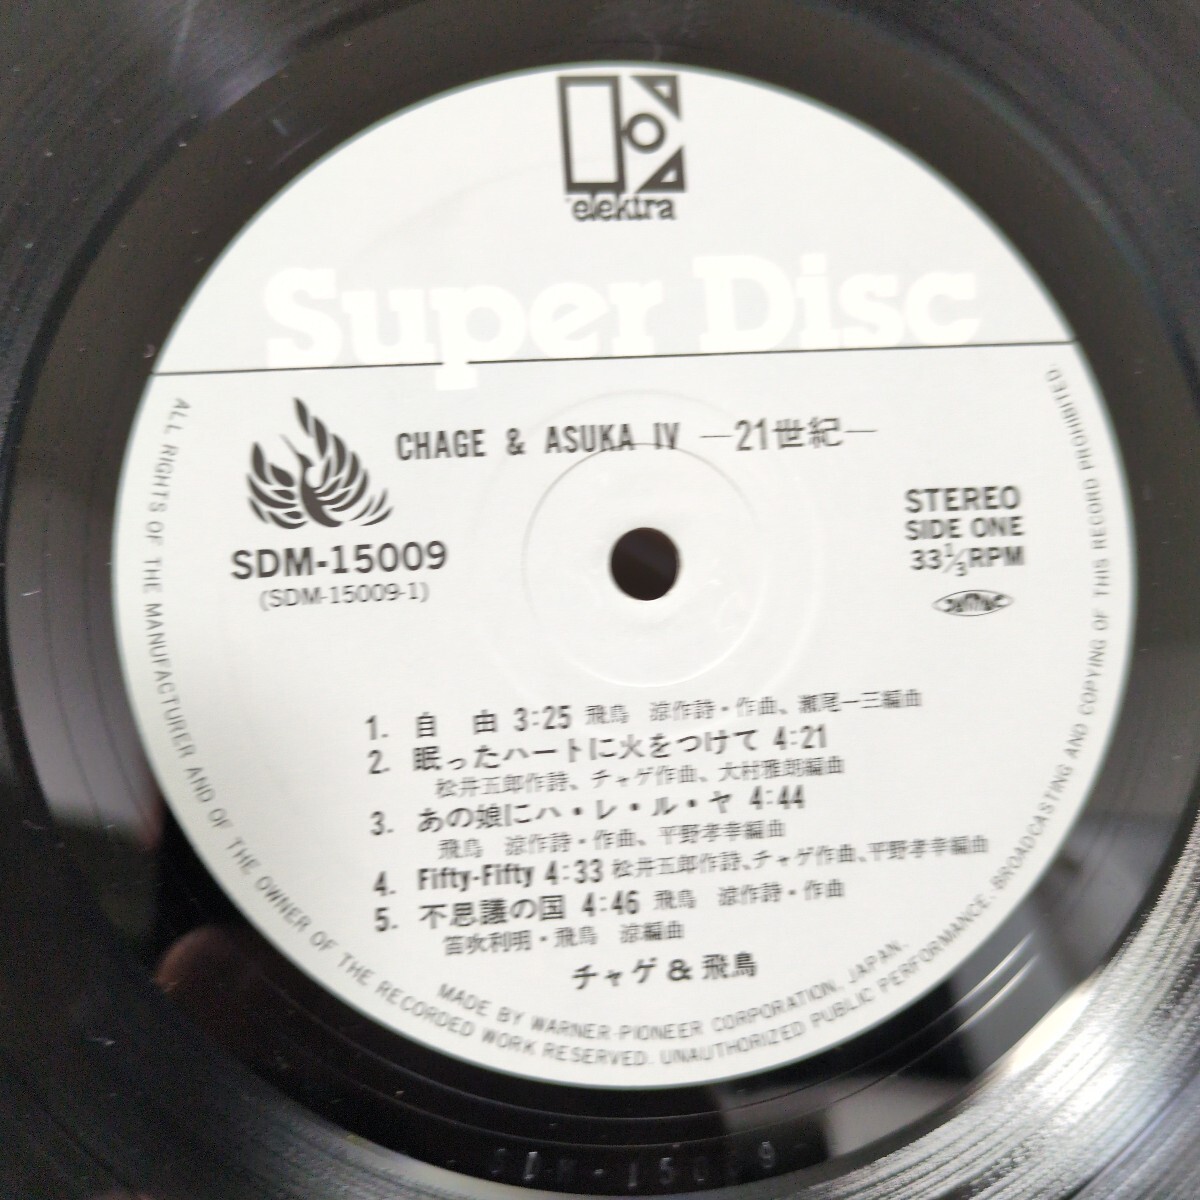 elektra
Super Disc
CHAGE & ASUKA IV —21世紀—
SDM-15009
(SDM-15009-1)
STEREO
SIDE ONE
33 1/3 RPM
1. 自由 3:25 飛鳥 涼作詩・作曲、瀬尾一三編曲
2. 眠ったハートに火をつけて 4:21
松井五郎作詩、チャゲ作曲、大村雅朗編曲
3. あの娘にハ・レ・ル・ヤ 4:44
飛鳥 涼作詩・作曲、平野孝幸編曲
4. Fifty-Fifty 4:33 松井五郎作詩、チャゲ作曲、平野孝幸編曲
5. 不思議の国 4:46 飛鳥 涼作詩・作曲
笛吹利明・飛鳥 涼編曲
チャゲ & 飛鳥
MADE BY WARNER-PIONEER CORPORATION, JAPAN.
ALL RIGHTS OF THE MANUFACTURER AND OF THE OWNER OF THE RECORDED WORK RESERVED. UNAUTHORIZED PUBLIC PERFORMANCE, BROADCASTING AND COPYING OF THIS RECORD PROHIBITED.